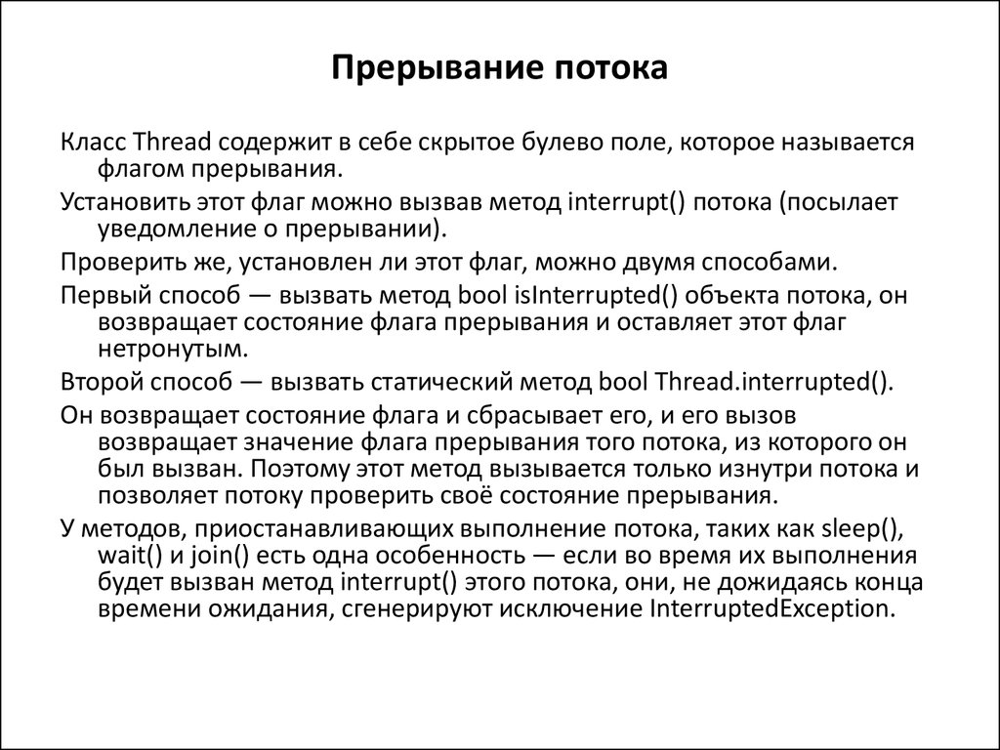 Прерывание потока
Класс Thread содержит в себе скрытое булево поле, которое называется
флагом прерывания.
Установить этот флаг можно вызвав метод interrupt() потока (посылает
уведомление о прерывании).
Проверить же, установлен ли этот флаг, можно двумя способами.
Первый способ — вызвать метод bool isInterrupted() объекта потока, он
возвращает состояние флага прерывания и оставляет этот флаг
нетронутым.
Второй способ — вызвать статический метод bool Thread.interrupted().
Он возвращает состояние флага и сбрасывает его, и его вызов
возвращает значение флага прерывания того потока, из которого он
был вызван. Поэтому этот метод вызывается только изнутри потока и
позволяет потоку проверить своё состояние прерывания.
У методов, приостанавливающих выполнение потока, таких как sleep(),
wait() и join() есть одна особенность — если во время их выполнения
будет вызван метод interrupt() этого потока, они, не дожидаясь конца
времени ожидания, сгенерируют исключение InterruptedException.